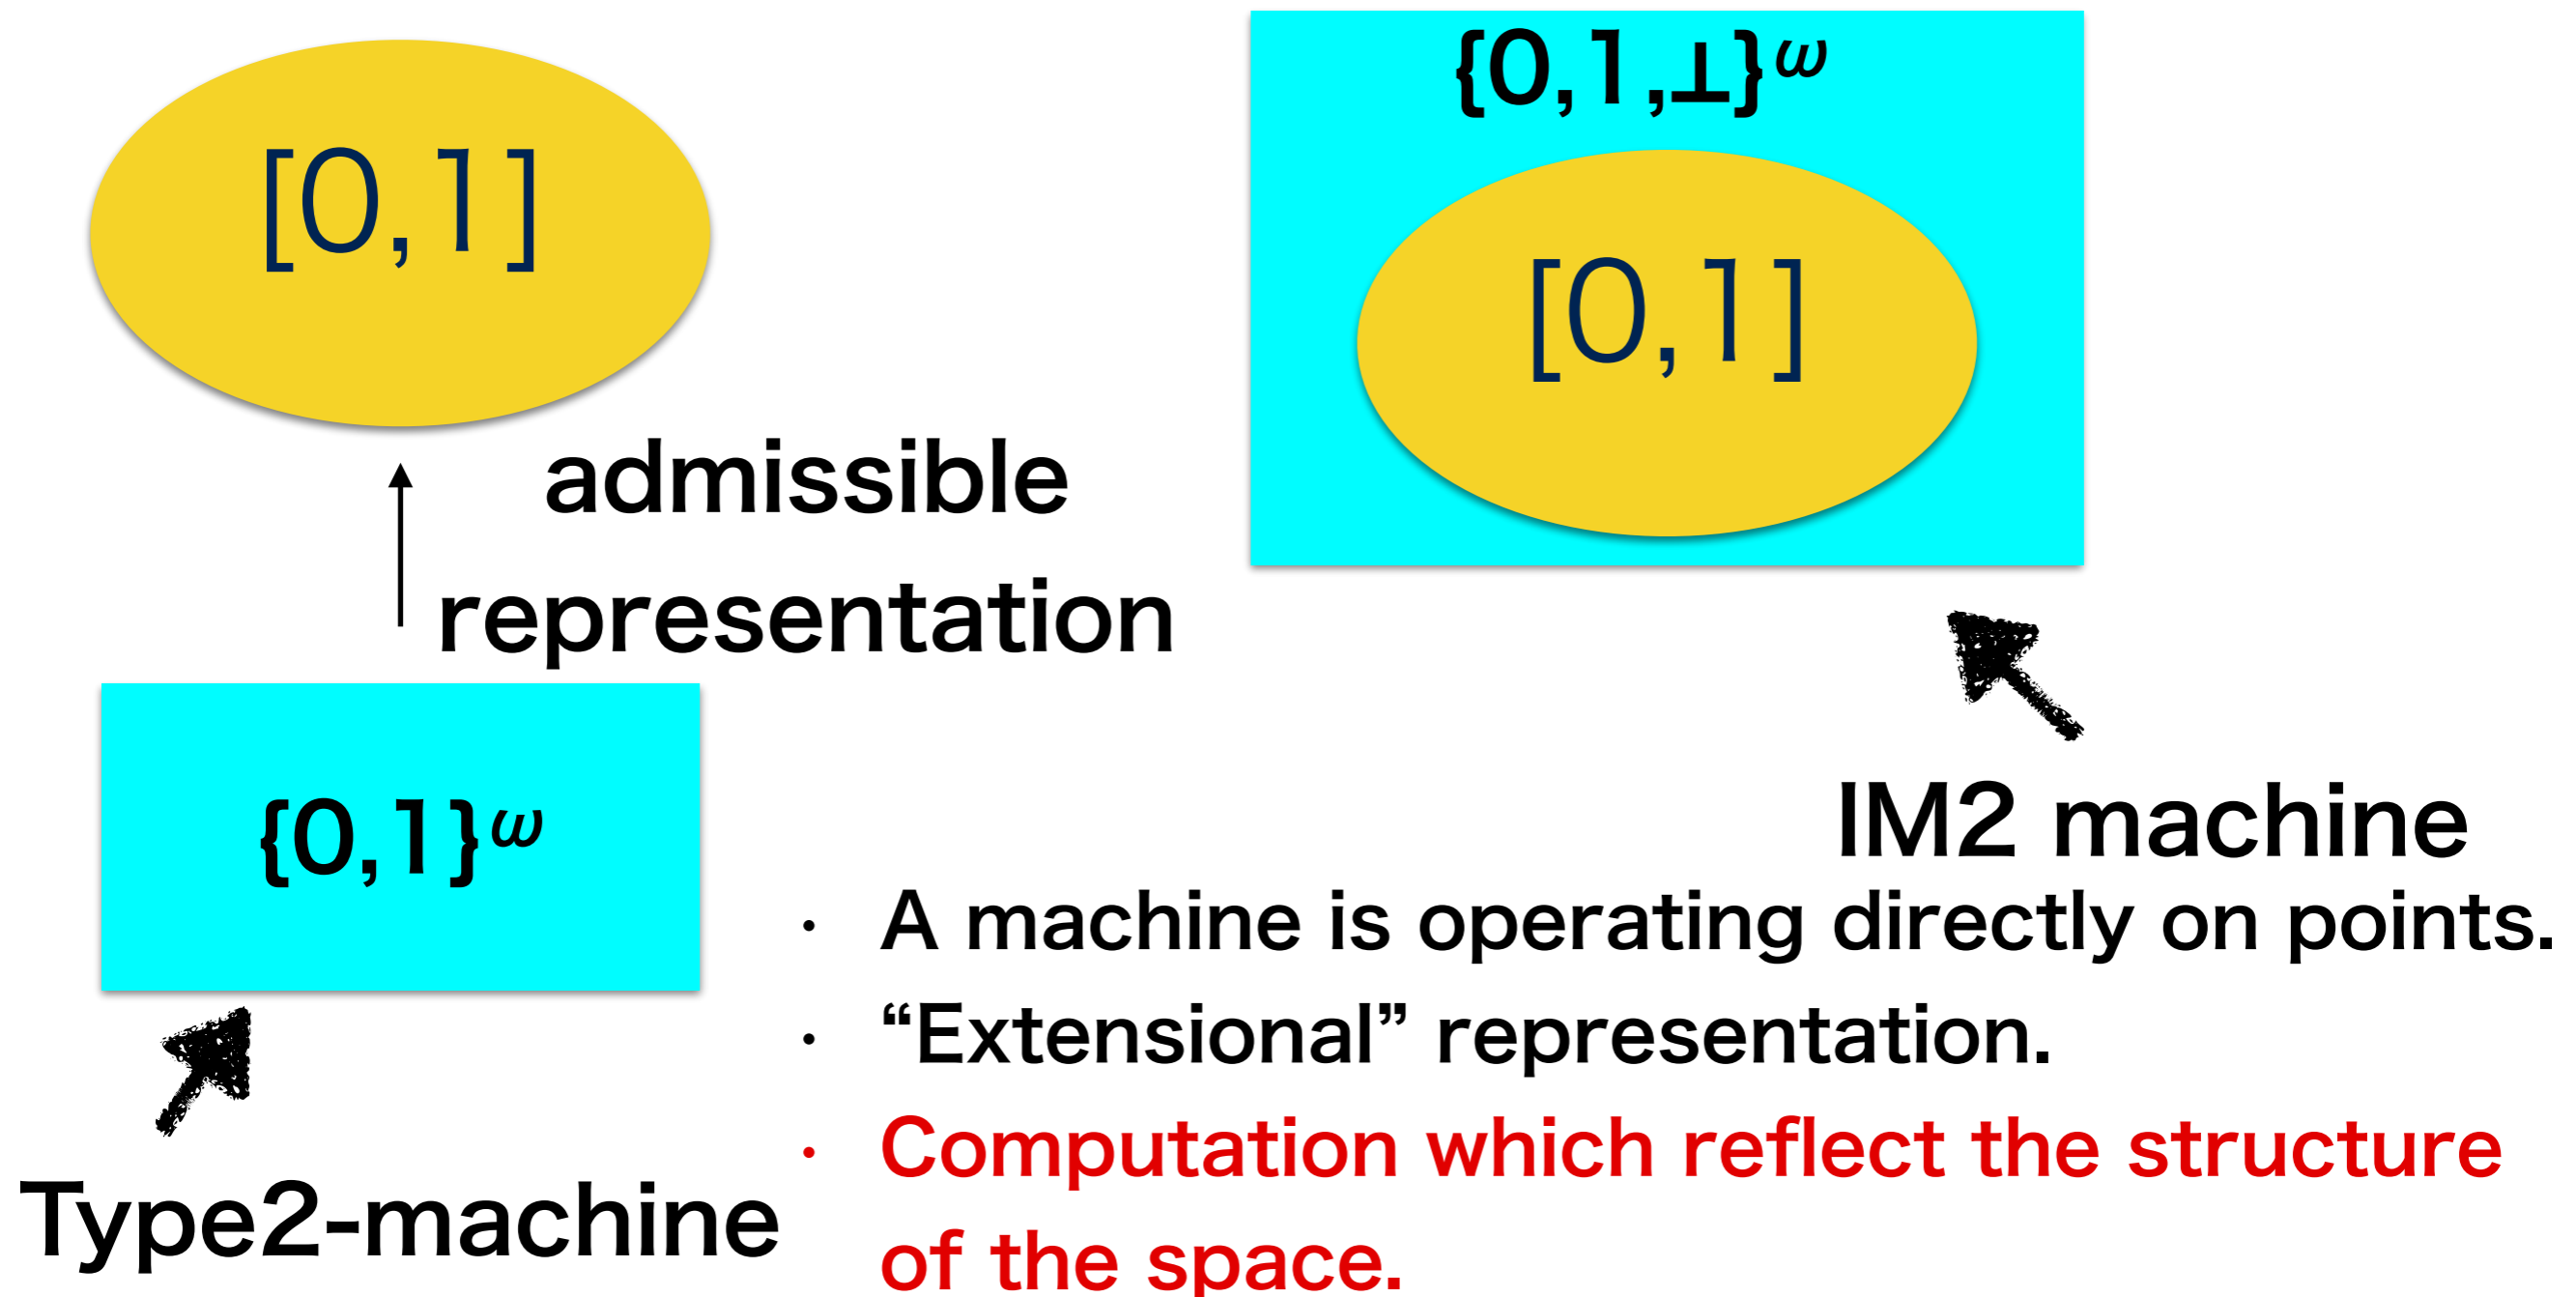 [0,1]
admissible
representation
{0,1}ω
Type2-machine
{0,1,⊥}ω
[0,1]
IM2 machine
· A machine is operating directly on points.
· “Extensional” representation.
· Computation which reflect the structure
of the space.